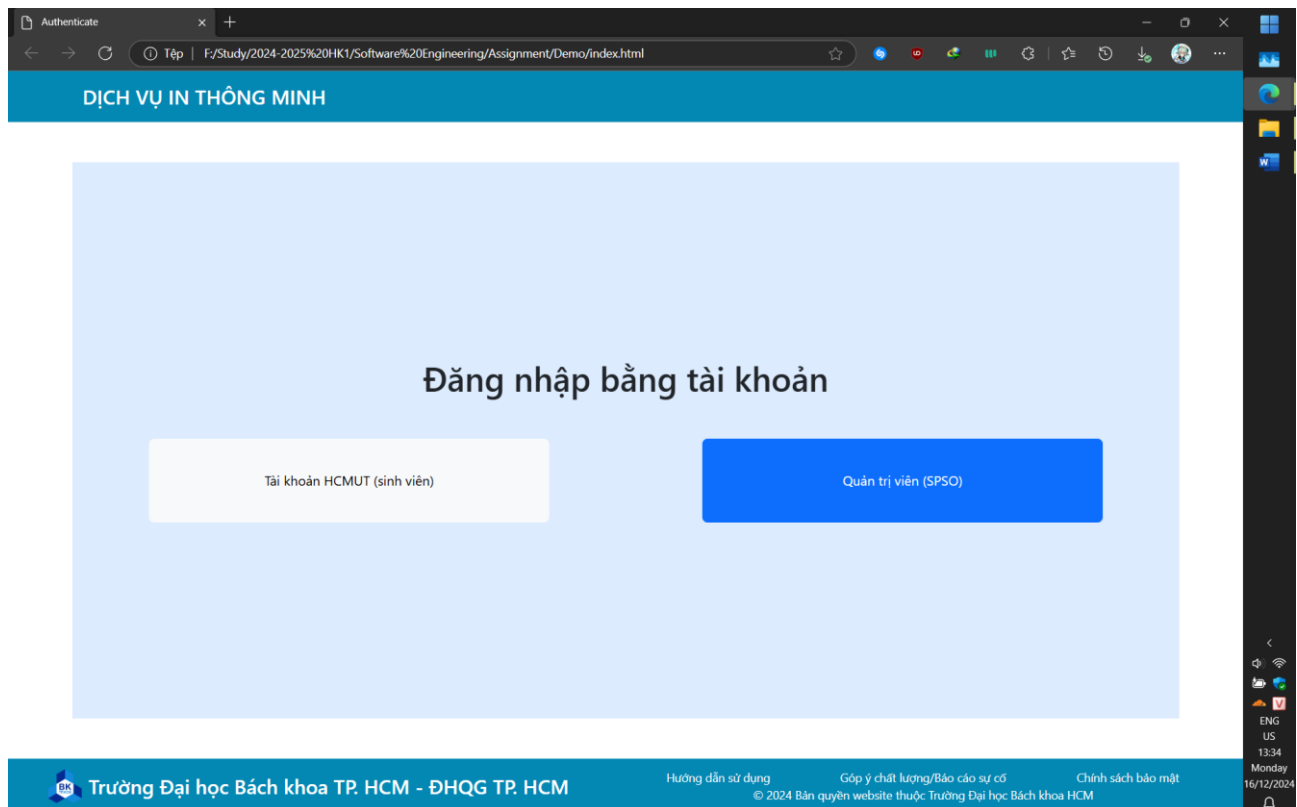 Authenticate
Tệp | F:/Study/2024-2025%20HK1/Software%20Engineering/Assignment/Demo/index.html
DỊCH VỤ IN THÔNG MINH
Đăng nhập bằng tài khoản
Tài khoản HCMUT (sinh viên)
Quản trị viên (SPSO)
BK
Trường Đại học Bách khoa TP. HCM - ĐHQG TP. HCM
Hướng dẫn sử dụng
Góp ý chất lượng/Báo cáo sự cố
Chính sách bảo mật
© 2024 Bản quyền website thuộc Trường Đại học Bách khoa HCM
W
V
ENG
US
13:34
Monday
16/12/2024